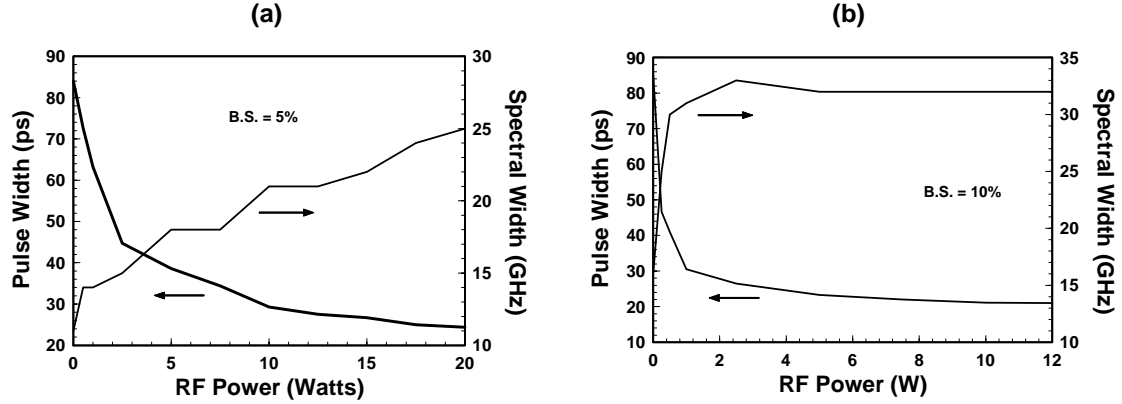 (a)
90
80
70
60
50
40
30
20
Pulse Width (ps)
B.S. = 5%
30
25
20
15
10
Spectral Width (GHz)
0 5 10 15 20
RF Power (Watts)
(b)
90
80
70
60
50
40
30
20
10
Pulse Width (ps)
B.S. = 10%
35
30
25
20
15
10
Spectral Width (GHz)
0 2 4 6 8 10 12
RF Power (W)